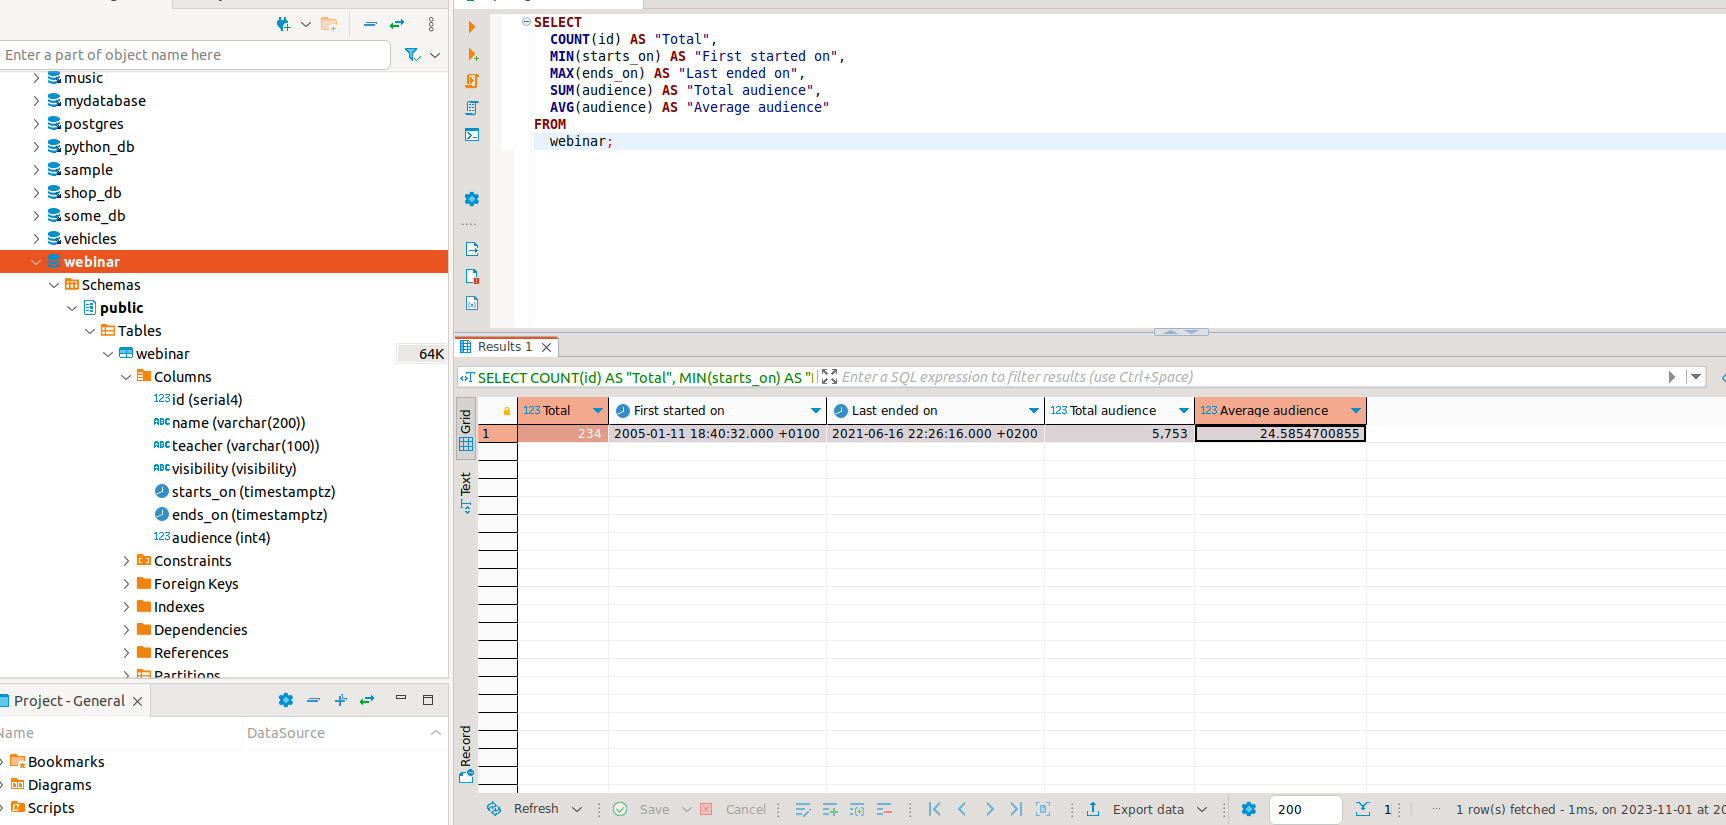 Enter a part of object name here
music
mydatabase
postgres
python_db
sample
shop_db
some_db
vehicles
webinar
Schemas
public
Tables
webinar 64K
Columns
123 id (serial4)
ABC name (varchar(200))
ABC teacher (varchar(100))
ABC visibility (visibility)
starts_on (timestamptz)
ends_on (timestamptz)
123 audience (int4)
Constraints
Foreign Keys
Indexes
Dependencies
References
Partitions
Project - General
Name DataSource
Bookmarks
Diagrams
Scripts
SELECT
COUNT(id) AS "Total",
MIN(starts_on) AS "First started on",
MAX(ends_on) AS "Last ended on",
SUM(audience) AS "Total audience",
AVG(audience) AS "Average audience"
FROM
webinar;
Results 1
SELECT COUNT(id) AS "Total", MIN(starts_on) AS "
Enter a SQL expression to filter results (use Ctrl+Space)
Grid
Text
Record
123 Total First started on Last ended on 123 Total audience 123 Average audience
1 234 2005-01-11 18:40:32.000 +0100 2021-06-16 22:26:16.000 +0200 5,753 24.5854700855
Refresh Save Cancel Export data 200 1 ... 1 row(s) fetched - 1ms, on 2023-11-01 at 20